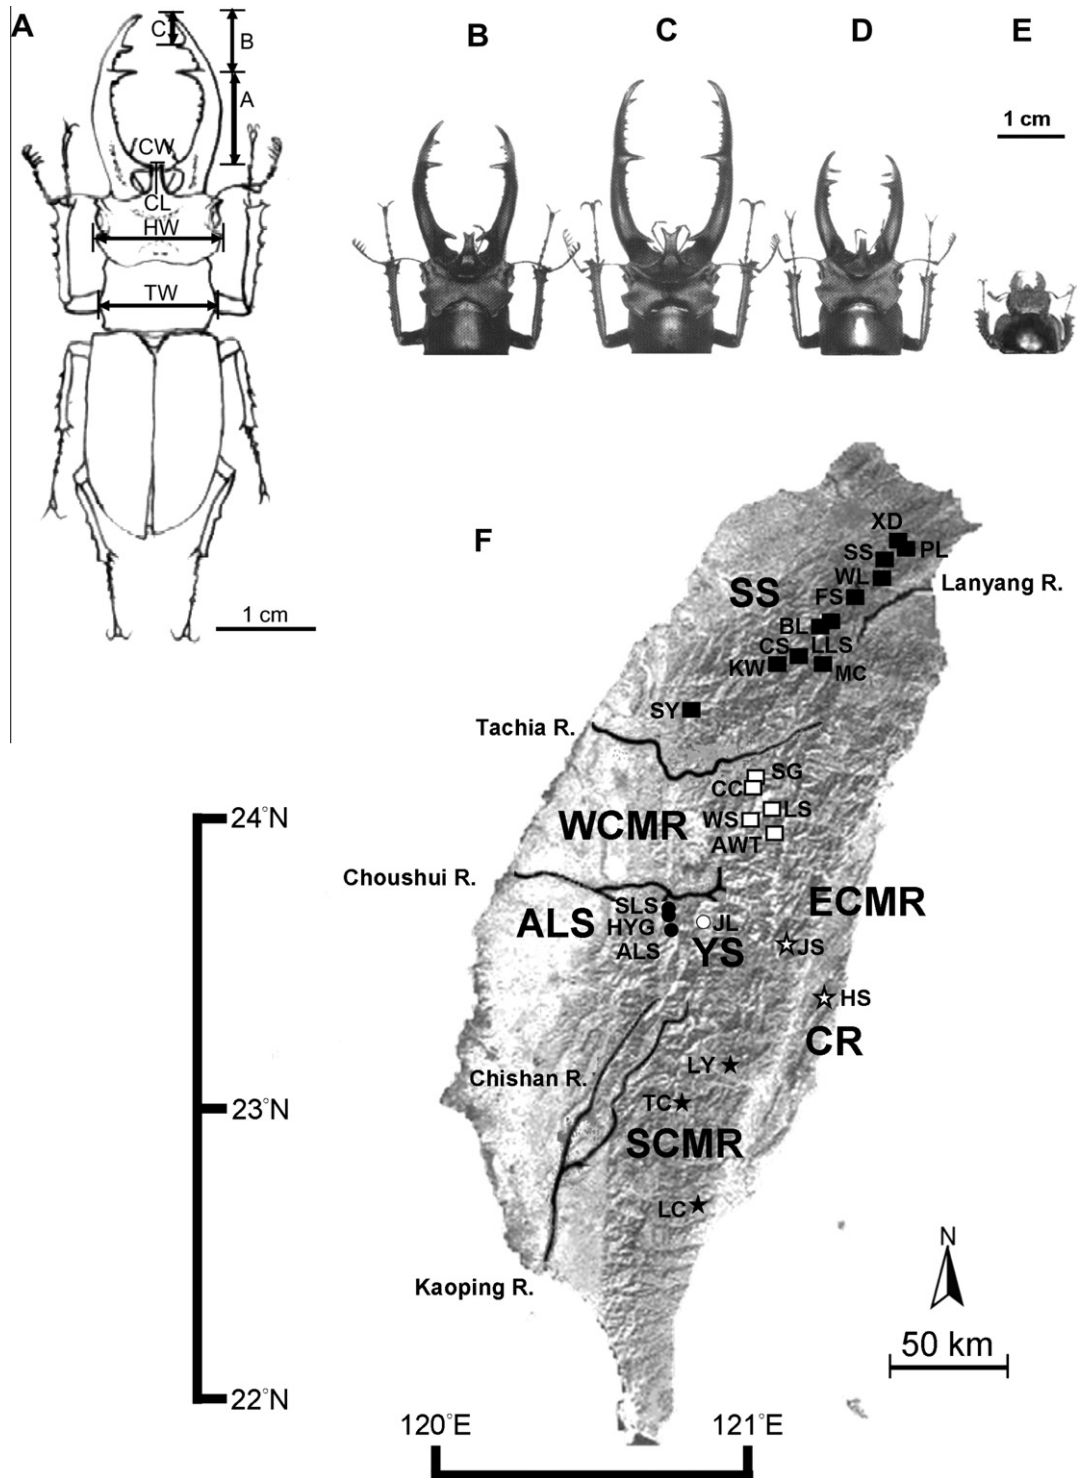 A
C
B
A
CW
CL
HW
TW
1 cm
B
C
D
E
1 cm
F
XD
PL
SS
WL
SS
FS
Lanyang R.
BL
LLS
CS
KW
MC
SY
Tachia R.
SG
CC
LS
WS
WCMR
AWT
24°N
Choushui R.
ECMR
SLS
ALS
HYG
JL
YS
ALS
JS
HS
CR
LY
Chishan R.
TC
23°N
SCMR
LC
N
Kaoping R.
50 km
22°N
120°E
121°E